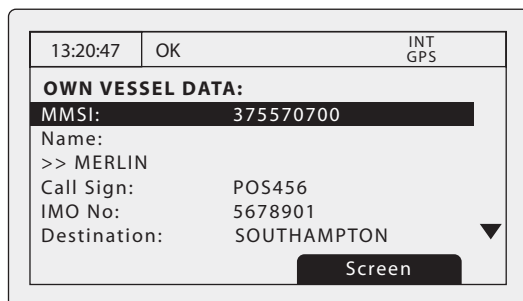 13:20:47 OK INT
GPS
OWN VESSEL DATA:
MMSI: 375570700
Name:
>> MERLIN
Call Sign: POS456
IMO No: 5678901
Destination: SOUTHAMPTON
Screen